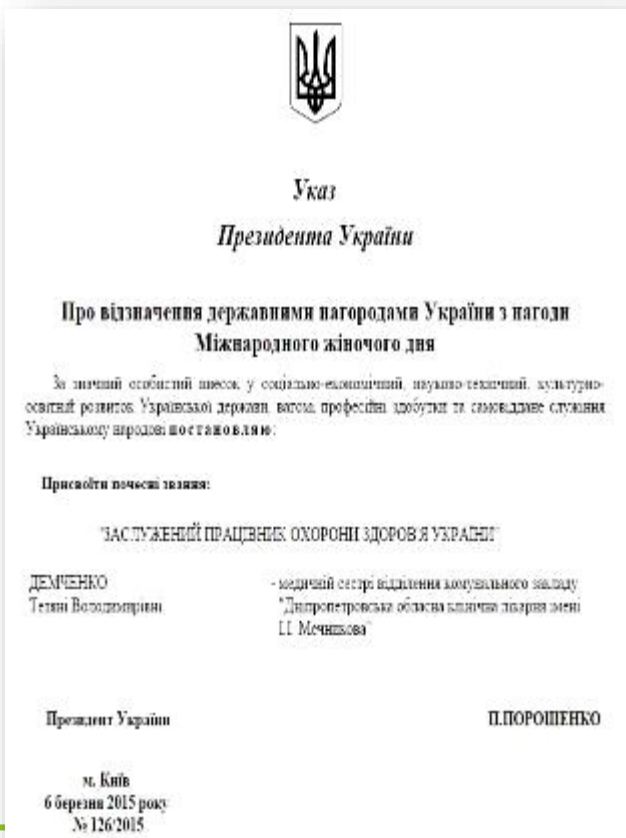 Указ
Президента України
Про відзначення державними нагородами України з нагоди
Міжнародного жіночого дня
За значний особистий внесок у соціально-економічний, науково-технічний, культурно-
освітній розвиток Української держави, вагомі професійні здобутки та самовіддане служіння
Українському народові постановляю:
Присвоїти почесні звання:
"ЗАСЛУЖЕНИЙ ПРАЦІВНИК ОХОРОНИ ЗДОРОВ'Я УКРАЇНИ"
ДЕМЧЕНКО - медичній сестрі відділення комунального закладу
Тетяні Володимирівні "Дніпропетровська обласна клінічна лікарня імені
І.І. Мечникова"
Президент України П.ПОРОШЕНКО
м. Київ
6 березня 2015 року
№ 126/2015